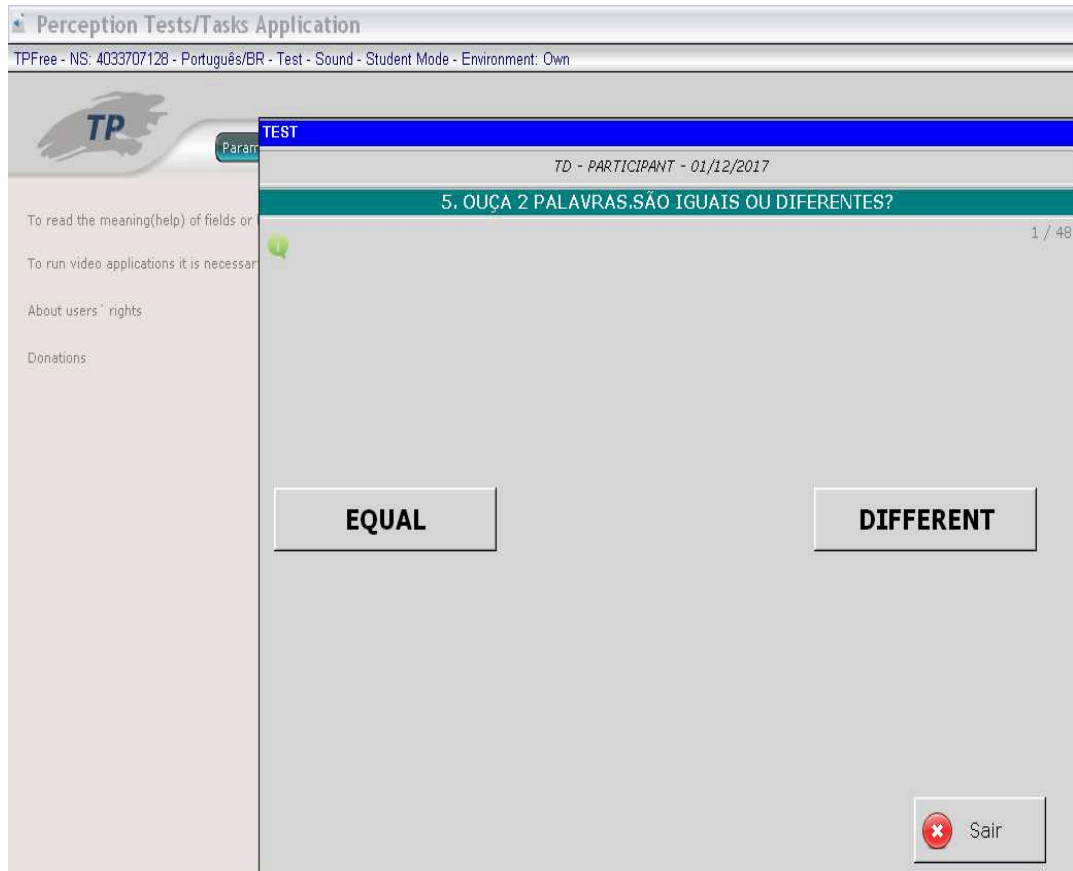 Perception Tests/Tasks Application
TPFree - NS: 4033707128 - Português/BR - Test - Sound - Student Mode - Environment: Own
TP
Param
TEST
TD - PARTICIPANT - 01/12/2017
5. OUÇA 2 PALAVRAS.SÃO IGUAIS OU DIFERENTES?
1 / 48
To read the meaning(help) of fields or
To run video applications it is necessar
About users´ rights
Donations
EQUAL
DIFFERENT
Sair